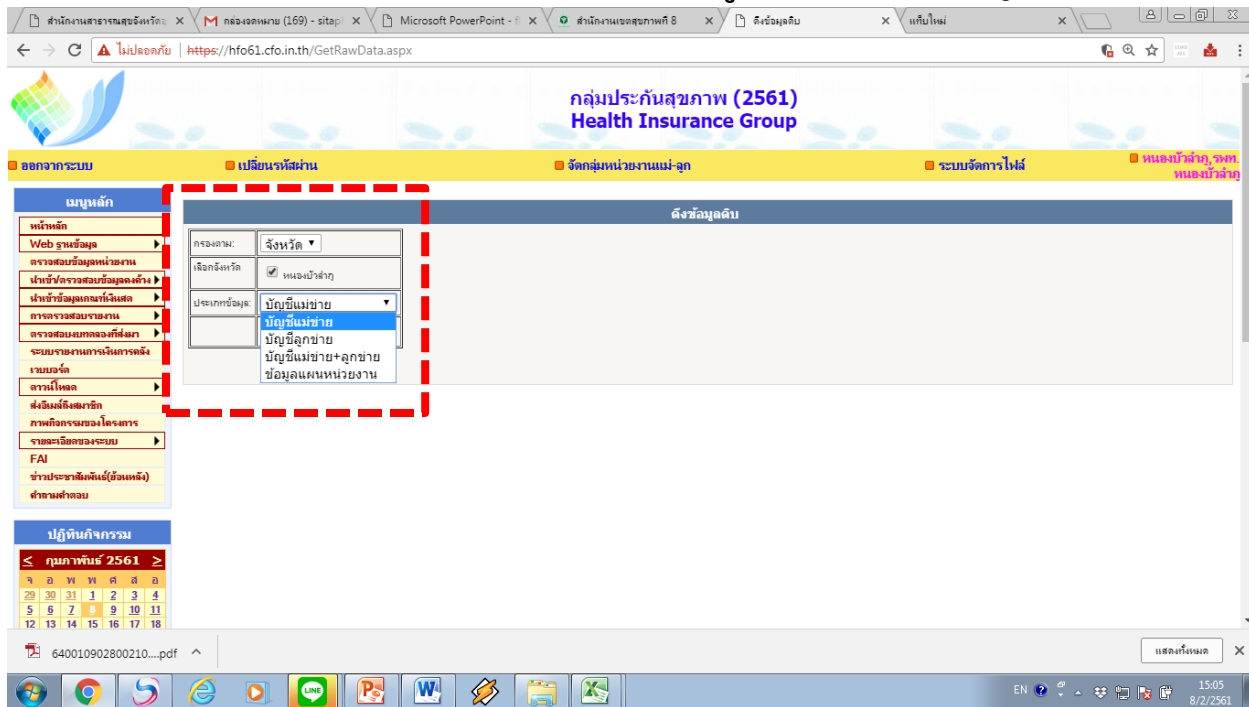 สำนักงานสาธารณสุขจังหวัด
กล่องจดหมาย (169) - sitap
Microsoft PowerPoint - f
สำนักงานเขตสุขภาพที่ 8
ดึงข้อมูลดิบ
แท็บใหม่
ไม่ปลอดภัย | https://hfo61.cfo.in.th/GetRawData.aspx
กลุ่มประกันสุขภาพ (2561)
Health Insurance Group
ออกจากระบบ
เปลี่ยนรหัสผ่าน
จัดกลุ่มหน่วยงานแม่-ลูก
ระบบจัดการไฟล์
หนองบัวลำภู,รพท.
หนองบัวลำภู
เมนูหลัก
หน้าหลัก
Web ฐานข้อมูล
ตรวจสอบข้อมูลหน่วยงาน
นำเข้า/ตรวจสอบข้อมูลคงค้าง
นำเข้าข้อมูลเกณฑ์เงินสด
การตรวจสอบรายงาน
ตรวจสอบงบทดลองที่ส่งมา
ระบบรายงานการเงินการคลัง
เวบบอร์ด
ดาวน์โหลด
ส่งอีเมล์ถึงสมาชิก
ภาพกิจกรรมของโครงการ
รายละเอียดของระบบ
FAI
ข่าวประชาสัมพันธ์(ย้อนหลัง)
คำถามคำตอบ
ดึงข้อมูลดิบ
กรองตาม: จังหวัด
เลือกจังหวัด หนองบัวลำภู
ประเภทข้อมูล: บัญชีแม่ข่าย
บัญชีแม่ข่าย
บัญชีลูกข่าย
บัญชีแม่ข่าย+ลูกข่าย
ข้อมูลแผนหน่วยงาน
ปฏิทินกิจกรรม
< กุมภาพันธ์ 2561 >
จ อ พ พ ศ ส อ
29 30 31 1 2 3 4
5 6 7 8 9 10 11
12 13 14 15 16 17 18
640010902800210....pdf
แสดงทั้งหมด
LINE
EN
15:05
8/2/2561